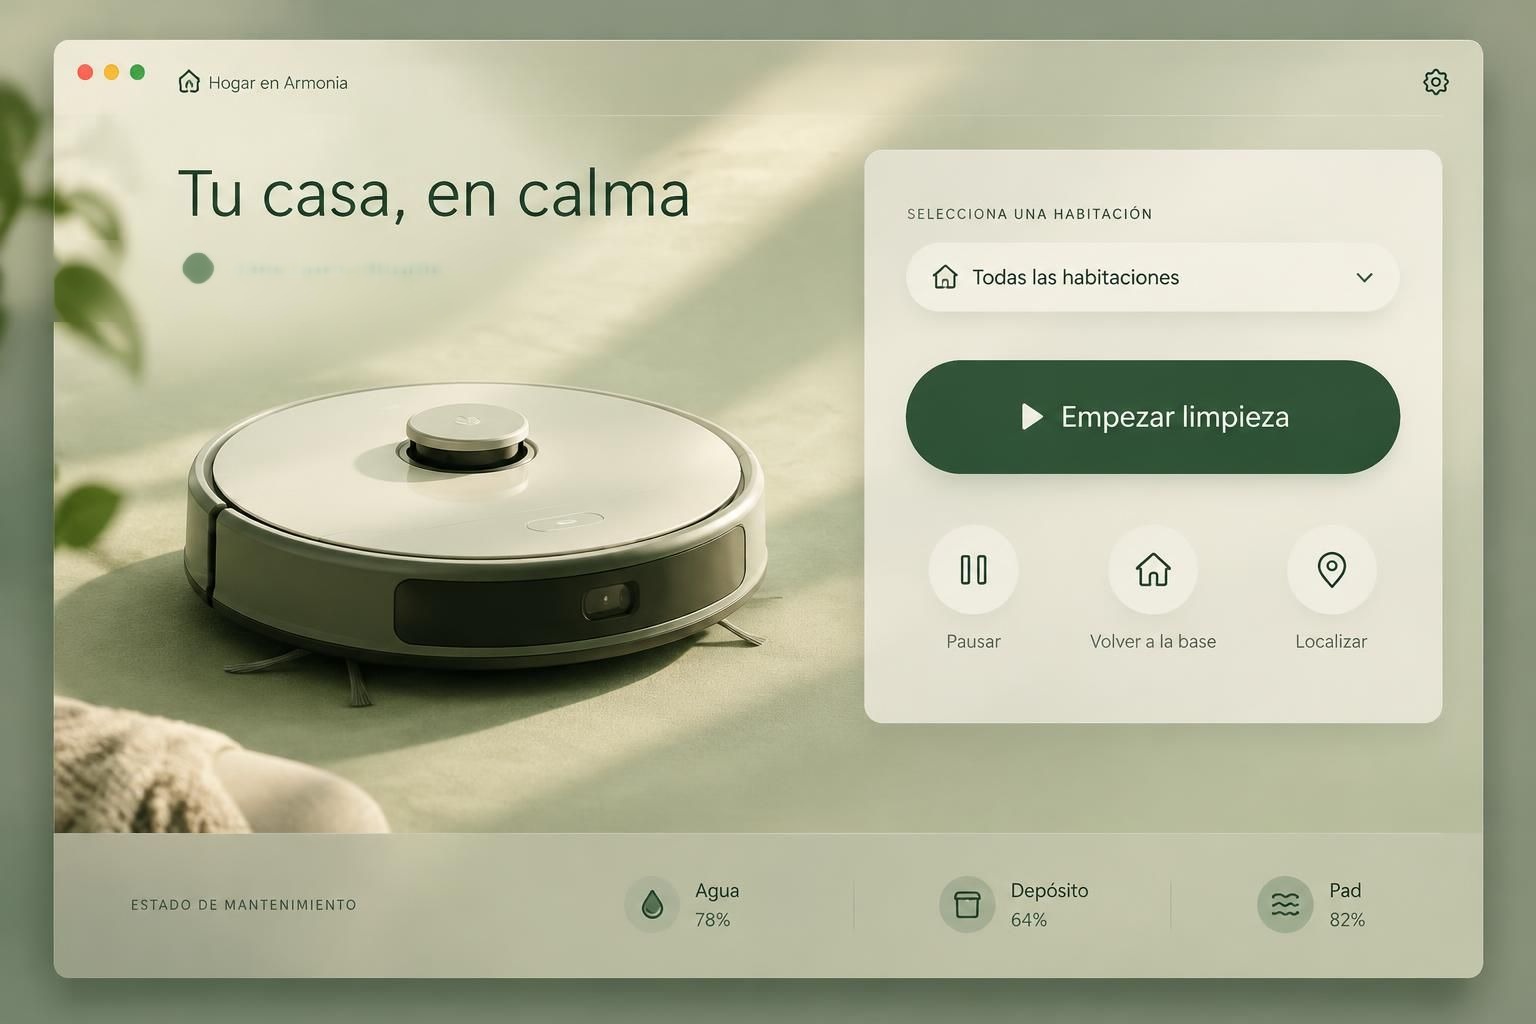 Hogar en Armonia
Tu casa, en calma
SELECCIONA UNA HABITACIÓN
Todas las habitaciones
Empezar limpieza
Pausar
Volver a la base
Localizar
ESTADO DE MANTENIMIENTO
Agua
78%
Depósito
64%
Pad
82%